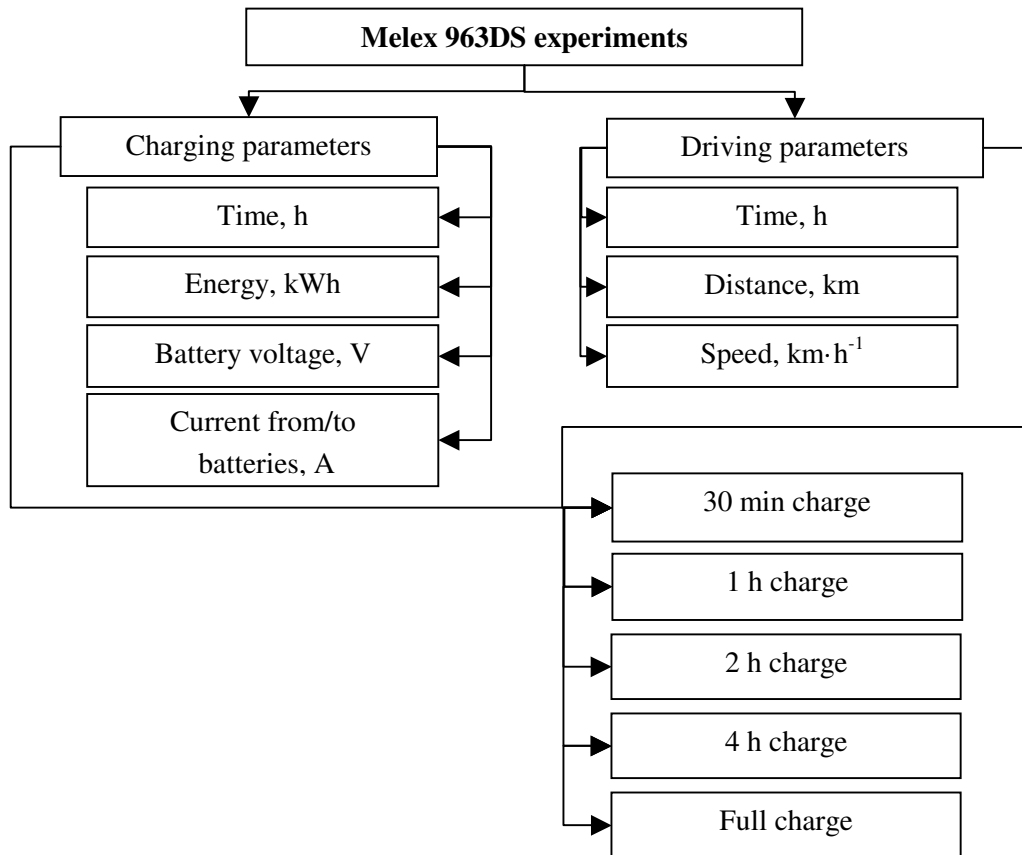 Melex 963DS experiments
Charging parameters
Time, h
Energy, kWh
Battery voltage, V
Current from/to
batteries, A
Driving parameters
Time, h
Distance, km
Speed, km·h⁻¹
30 min charge
1 h charge
2 h charge
4 h charge
Full charge